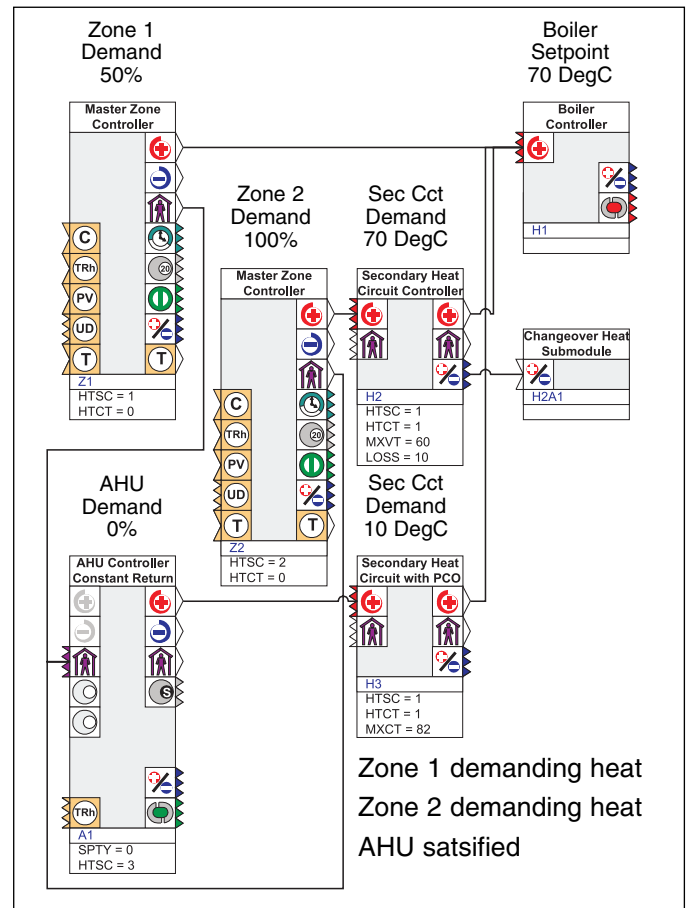 Zone 1
Demand
50%
Boiler
Setpoint
70 DegC
Master Zone
Controller
C
TRh
PV
UD
T
20
T
Z1
HTSC = 1
HTCT = 0
Boiler
Controller
H1
Zone 2
Demand
100%
Master Zone
Controller
C
TRh
PV
UD
T
20
T
Z2
HTSC = 2
HTCT = 0
Sec Cct
Demand
70 DegC
Secondary Heat
Circuit Controller
H2
HTSC = 1
HTCT = 1
MXVT = 60
LOSS = 10
Changeover Heat
Submodule
H2A1
AHU
Demand
0%
AHU Controller
Constant Return
S
TRh
A1
SPTY = 0
HTSC = 3
Sec Cct
Demand
10 DegC
Secondary Heat
Circuit with PCO
H3
HTSC = 1
HTCT = 1
MXCT = 82
Zone 1 demanding heat
Zone 2 demanding heat
AHU satsified